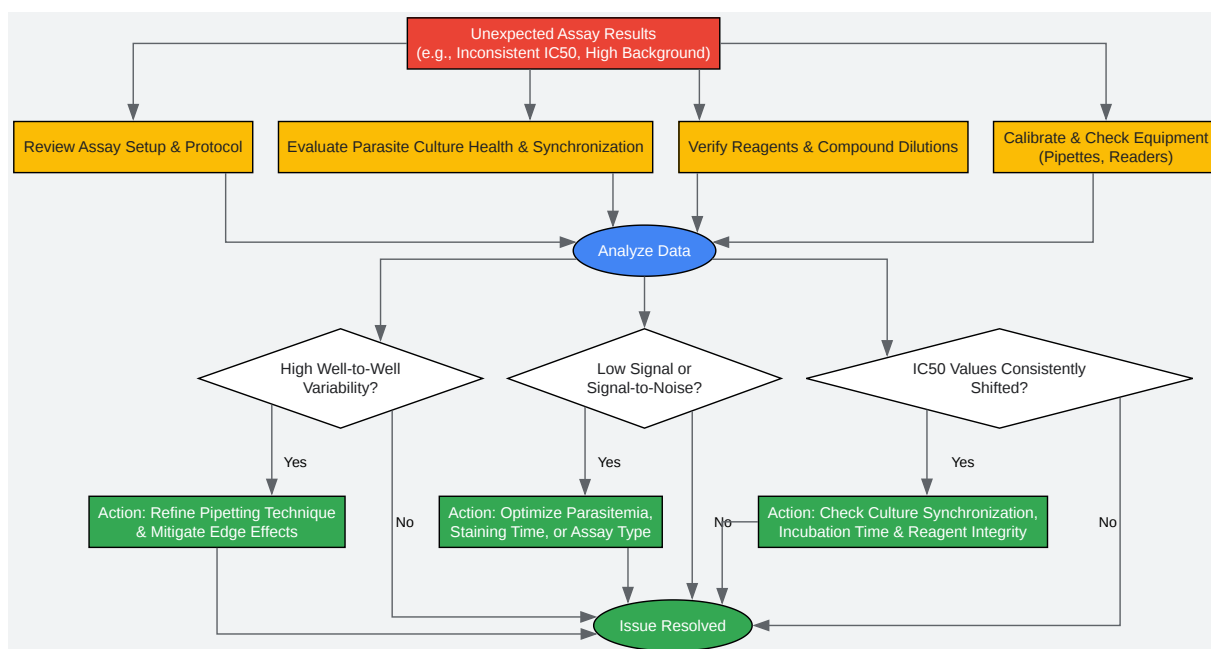 Unexpected Assay Results
(e.g., Inconsistent IC50, High Background)
Review Assay Setup & Protocol
Evaluate Parasite Culture Health & Synchronization
Verify Reagents & Compound Dilutions
Calibrate & Check Equipment
(Pipettes, Readers)
Analyze Data
High Well-to-Well
Variability?
Low Signal or
Signal-to-Noise?
IC50 Values Consistently
Shifted?
Yes
Yes
Yes
Action: Refine Pipetting Technique
& Mitigate Edge Effects
No
Action: Optimize Parasitemia,
Staining Time, or Assay Type
No
Action: Check Culture Synchronization,
Incubation Time & Reagent Integrity
No
Issue Resolved